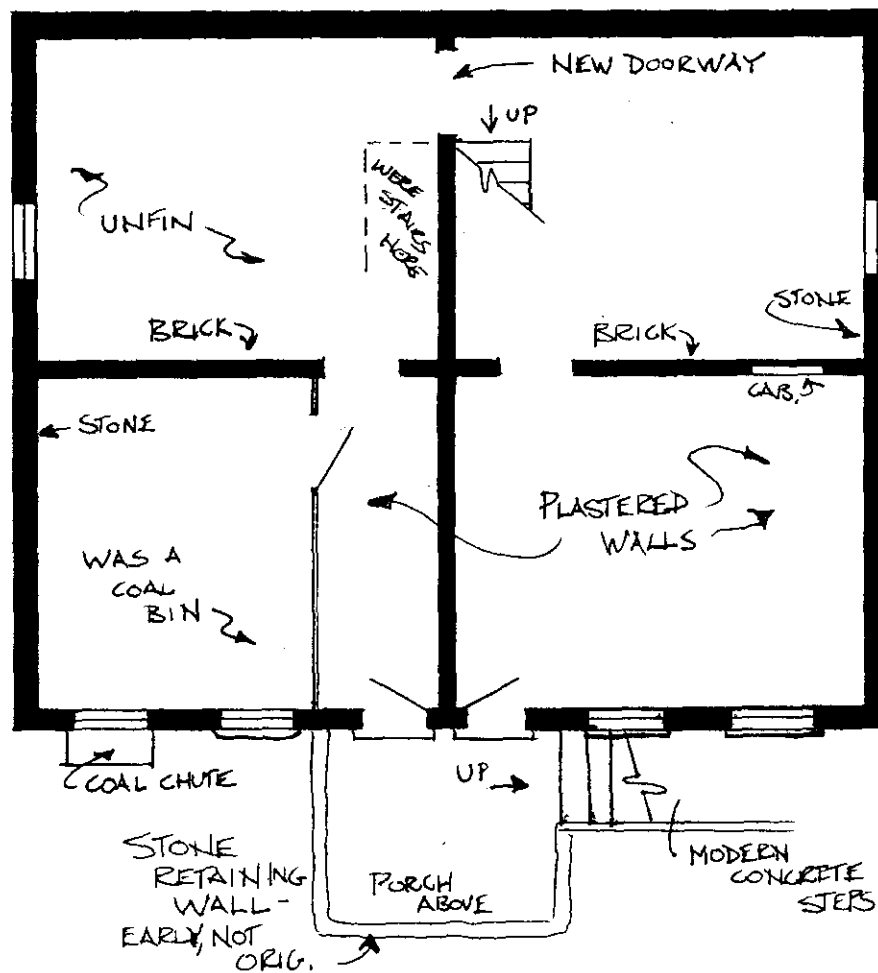 NEW DOORWAY
UP
WERE
STAIRS
HERE
UNFIN
STONE
BRICK
BRICK
CAB.
STONE
PLASTERED
WALLS
WAS A
COAL
BIN
COAL CHUTE
UP
STONE
RETAINING
WALL-
EARLY, NOT
ORIG.
PORCH
ABOVE
MODERN
CONCRETE
STEPS